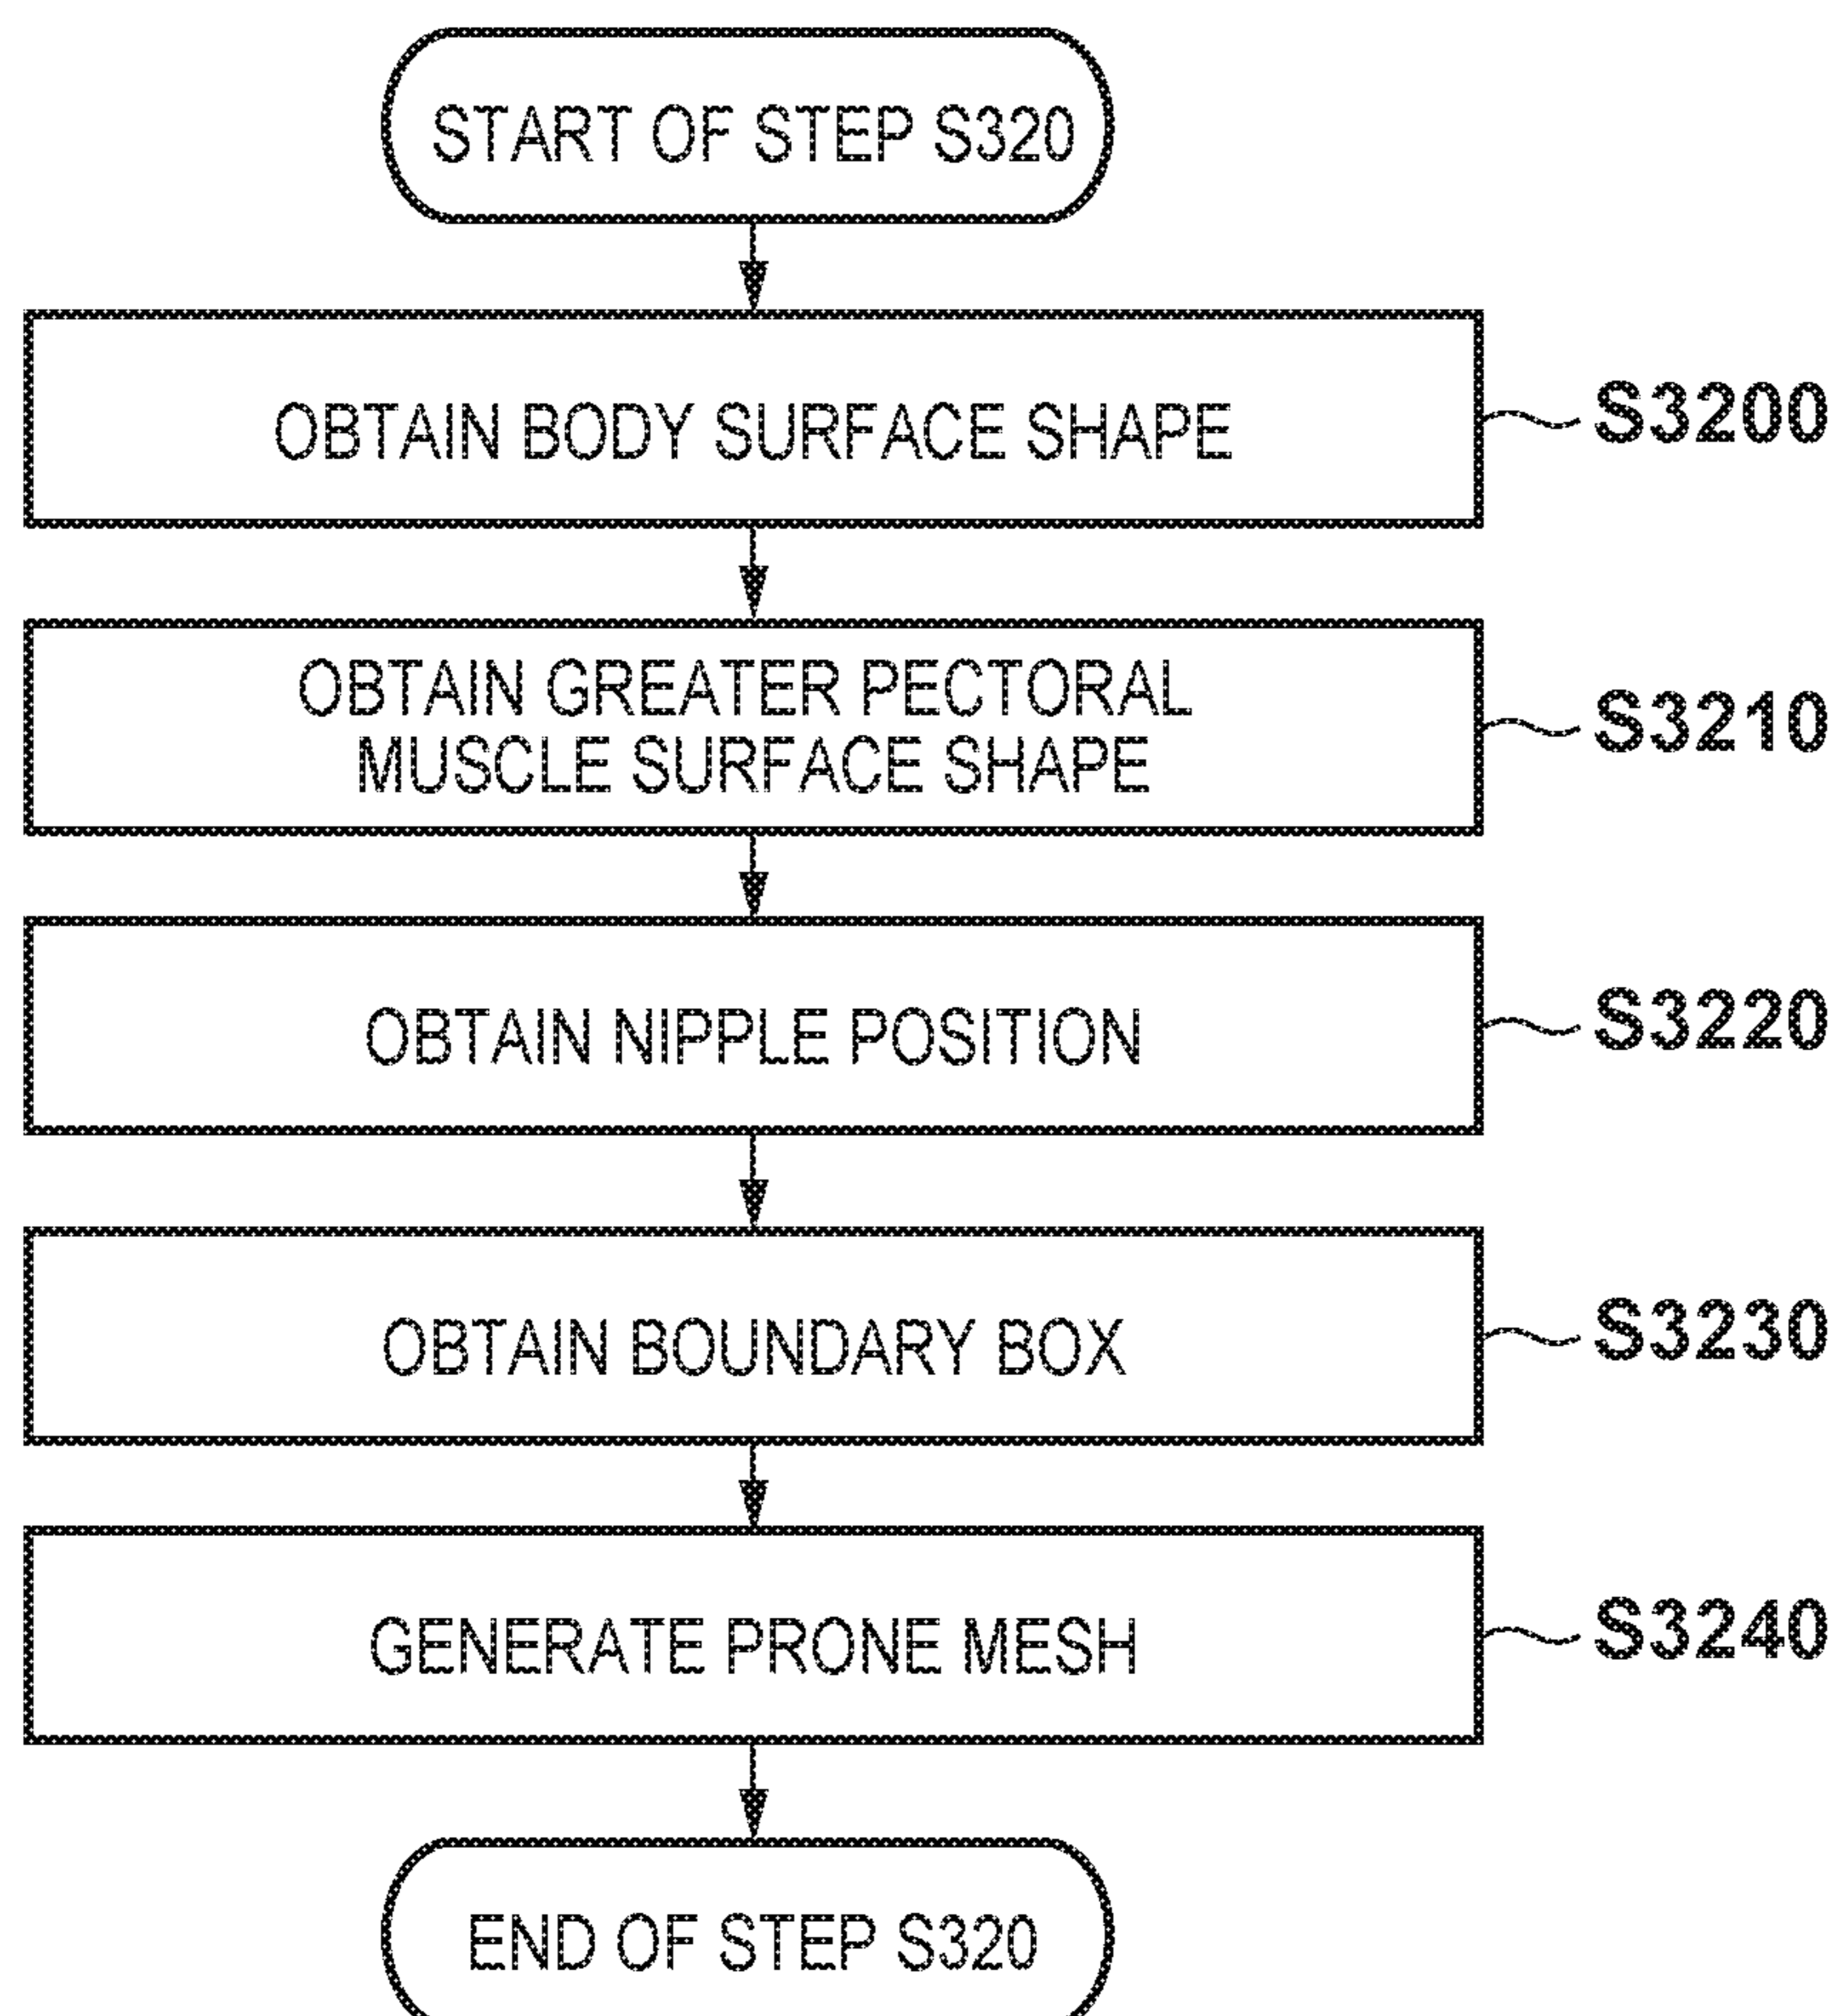 START OF STEP S320
OBTAIN BODY SURFACE SHAPE
S3200
OBTAIN GREATER PECTORAL
MUSCLE SURFACE SHAPE
S3210
OBTAIN NIPPLE POSITION
S3220
OBTAIN BOUNDARY BOX
S3230
GENERATE PRONE MESH
S3240
END OF STEP S320